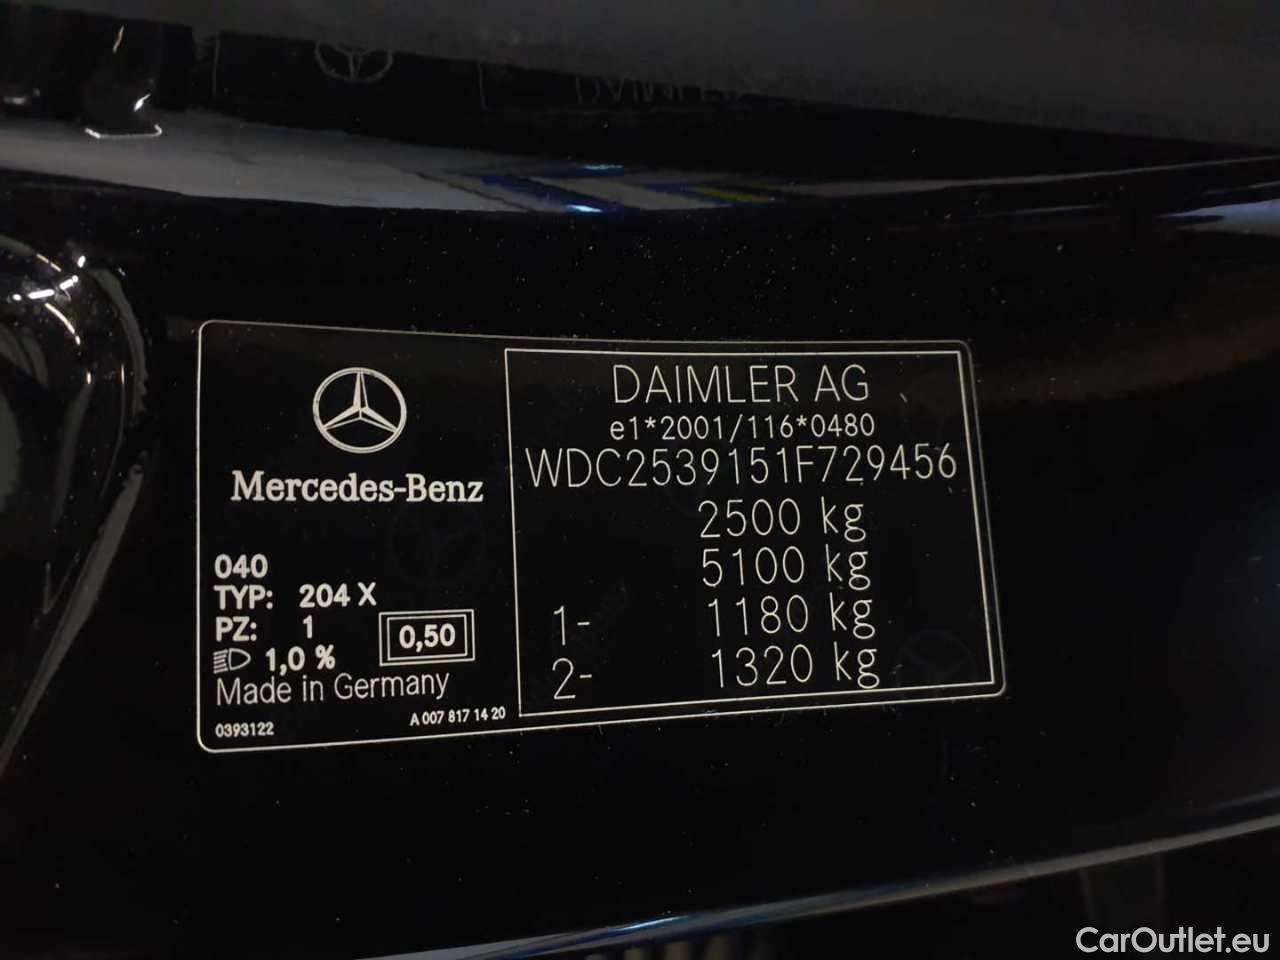 Mercedes-Benz
040
TYP: 204 X
PZ: 1
1,0 %
0,50
Made in Germany
0393122
A 007 817 14 20
DAIMLER AG
e1*2001/116*0480
WDC2539151F729456
2500 kg
5100 kg
1- 1180 kg
2- 1320 kg
CarOutlet.eu